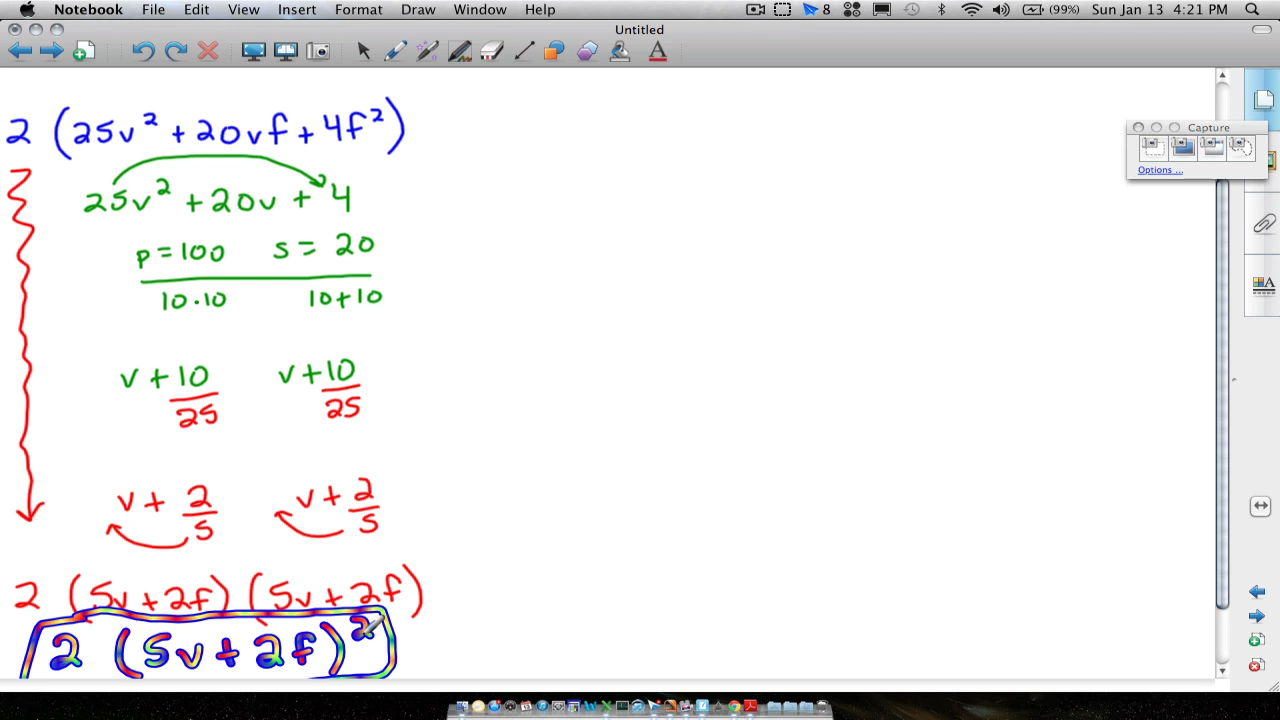 Notebook File Edit View Insert Format Draw Window Help 8 (99%) Sun Jan 13 4:21 PM
Untitled
2 (25v² + 20vf + 4f²)
Capture
Options ...
25v² + 20v + 4
p = 100 s = 20
10 · 10 10 + 10
v + 10/25 v + 10/25
v + 2/5 v + 2/5
2 (5v + 2f) (5v + 2f)
2 (5v + 2f)²